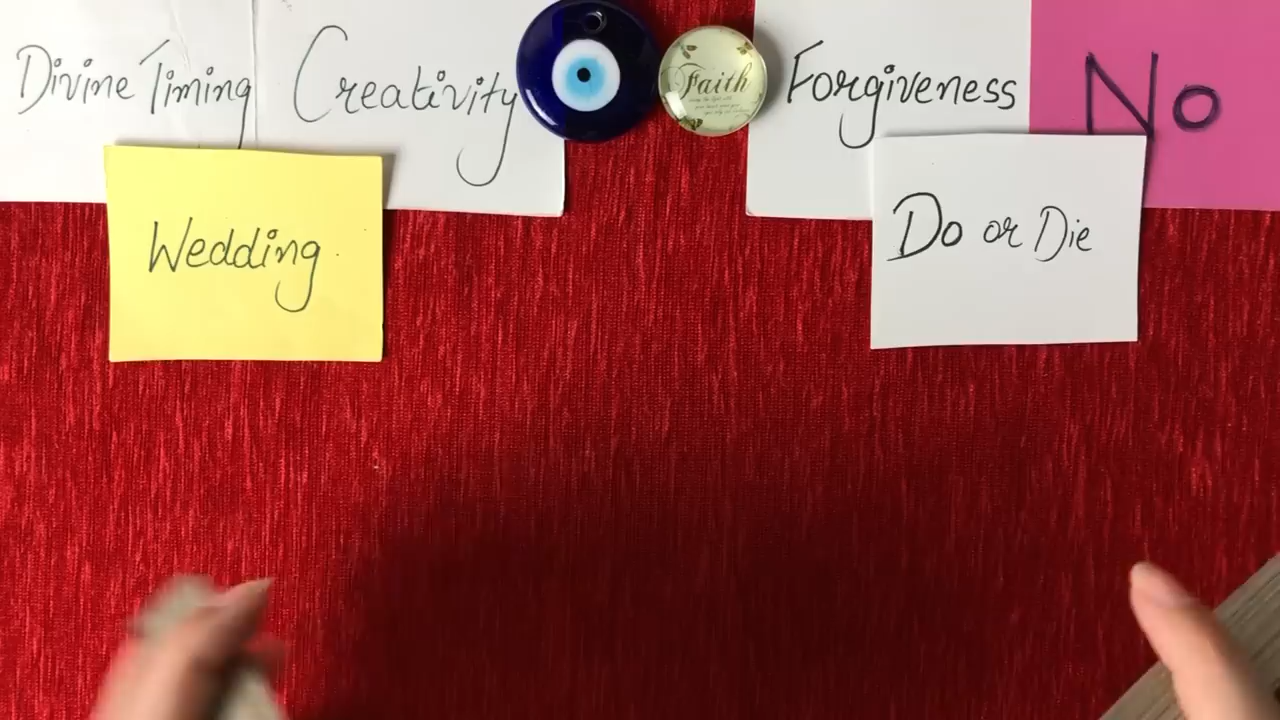 Divine Timing
Creativity
Faith
Forgiveness
No
Wedding
Do or Die